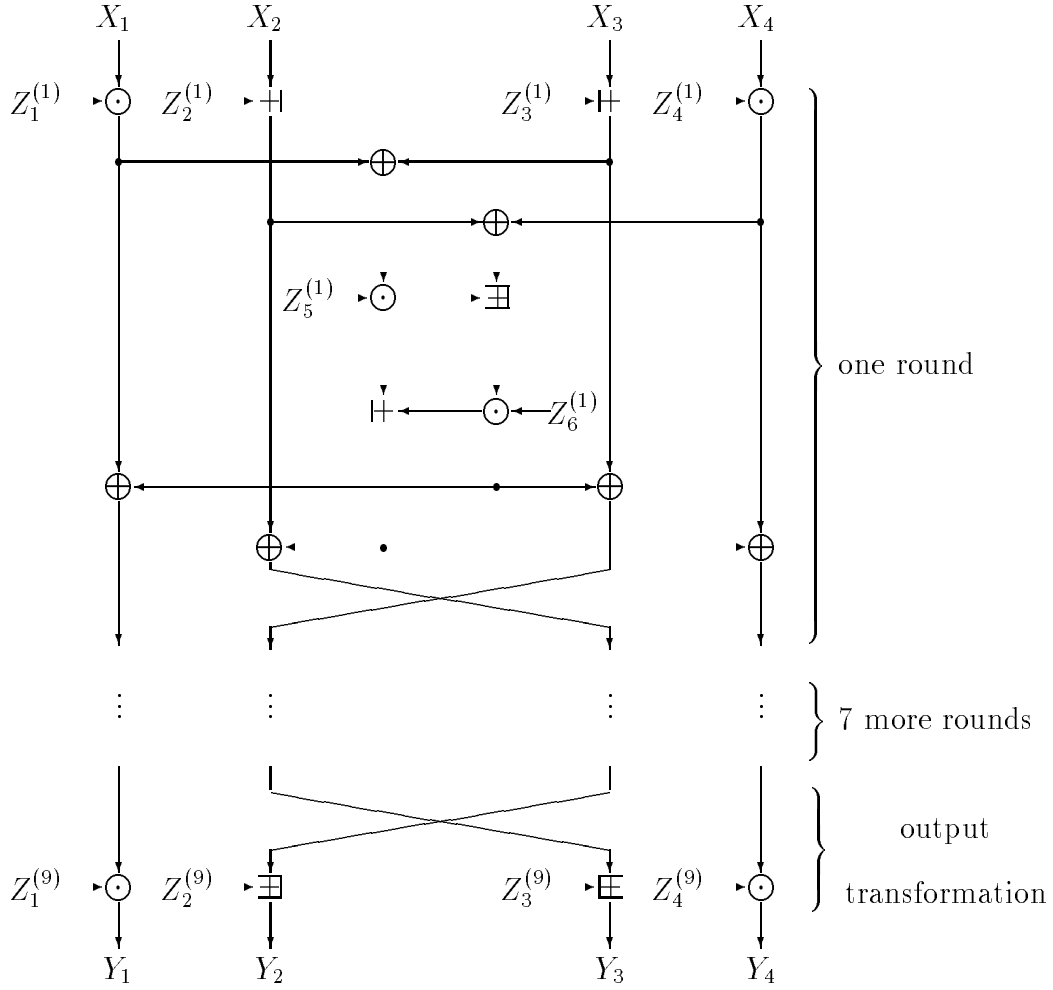 X₁ X₂ X₃ X₄
Z₁⁽¹⁾ Z₂⁽¹⁾ Z₃⁽¹⁾ Z₄⁽¹⁾
Z₅⁽¹⁾
one round
Z₆⁽¹⁾
7 more rounds
output
transformation
Z₁⁽⁹⁾ Z₂⁽⁹⁾ Z₃⁽⁹⁾ Z₄⁽⁹⁾
Y₁ Y₂ Y₃ Y₄